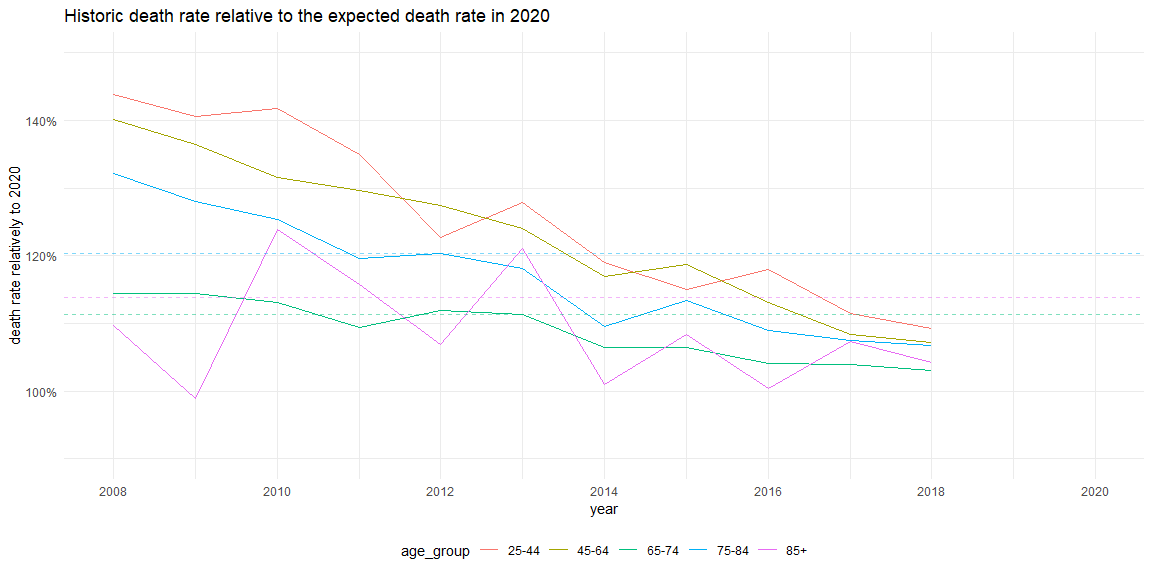 Historic death rate relative to the expected death rate in 2020
death rate relatively to 2020
140%
120%
100%
2008 2010 2012 2014 2016 2018 2020
year
age_group 25-44 45-64 65-74 75-84 85+